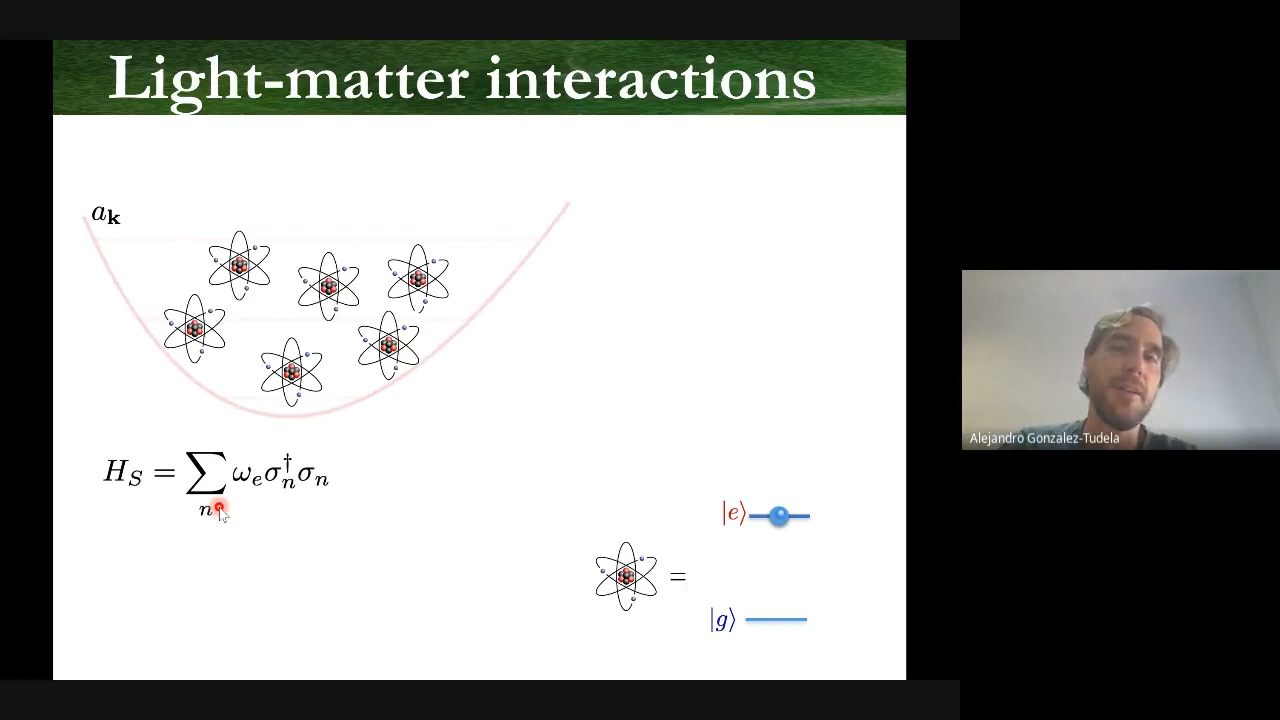 Light-matter interactions
a_𝐤
H_S = ∑_n ω_e σ_n^† σ_n
|e⟩
=
|g⟩
Alejandro Gonzalez-Tudela